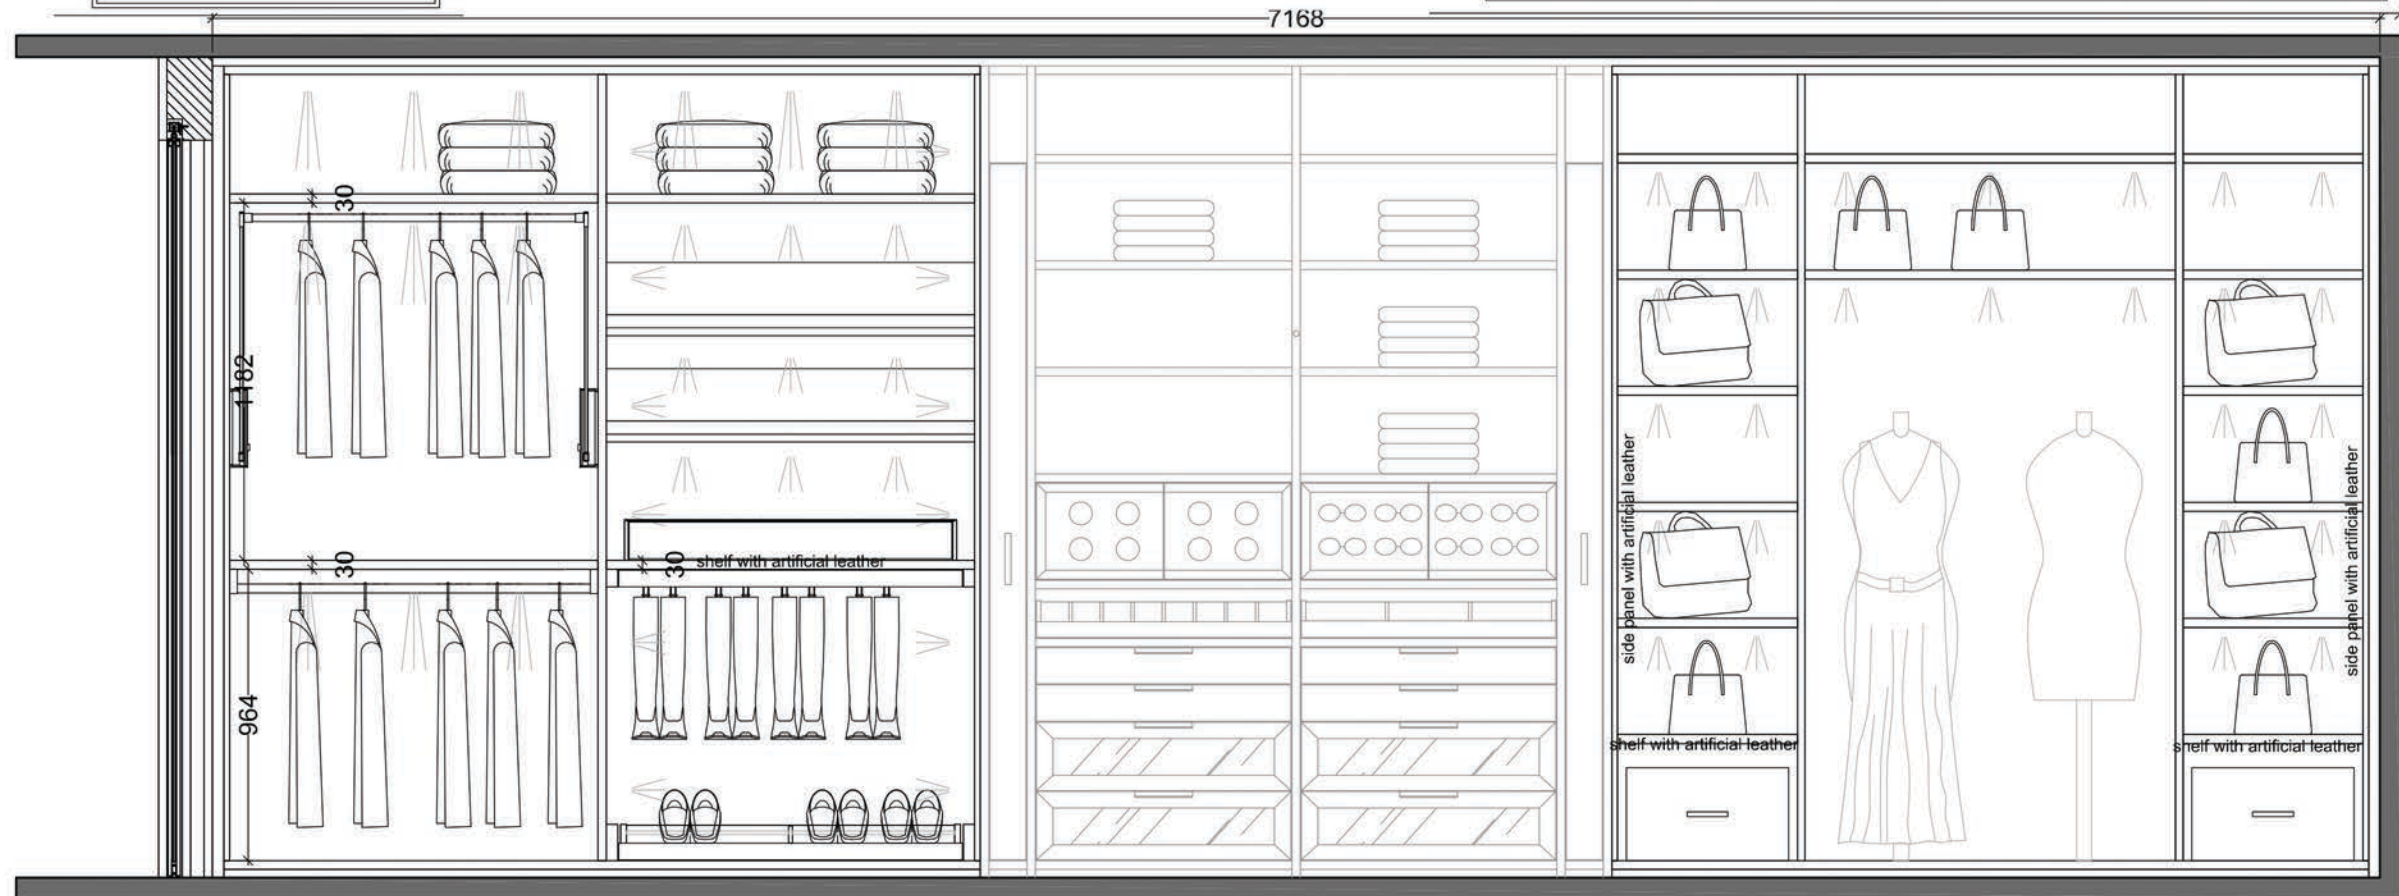 7168
30
1182
30
30
shelf with artificial leather
964
side panel with artificial leather
shelf with artificial leather
side panel with artificial leather
shelf with artificial leather